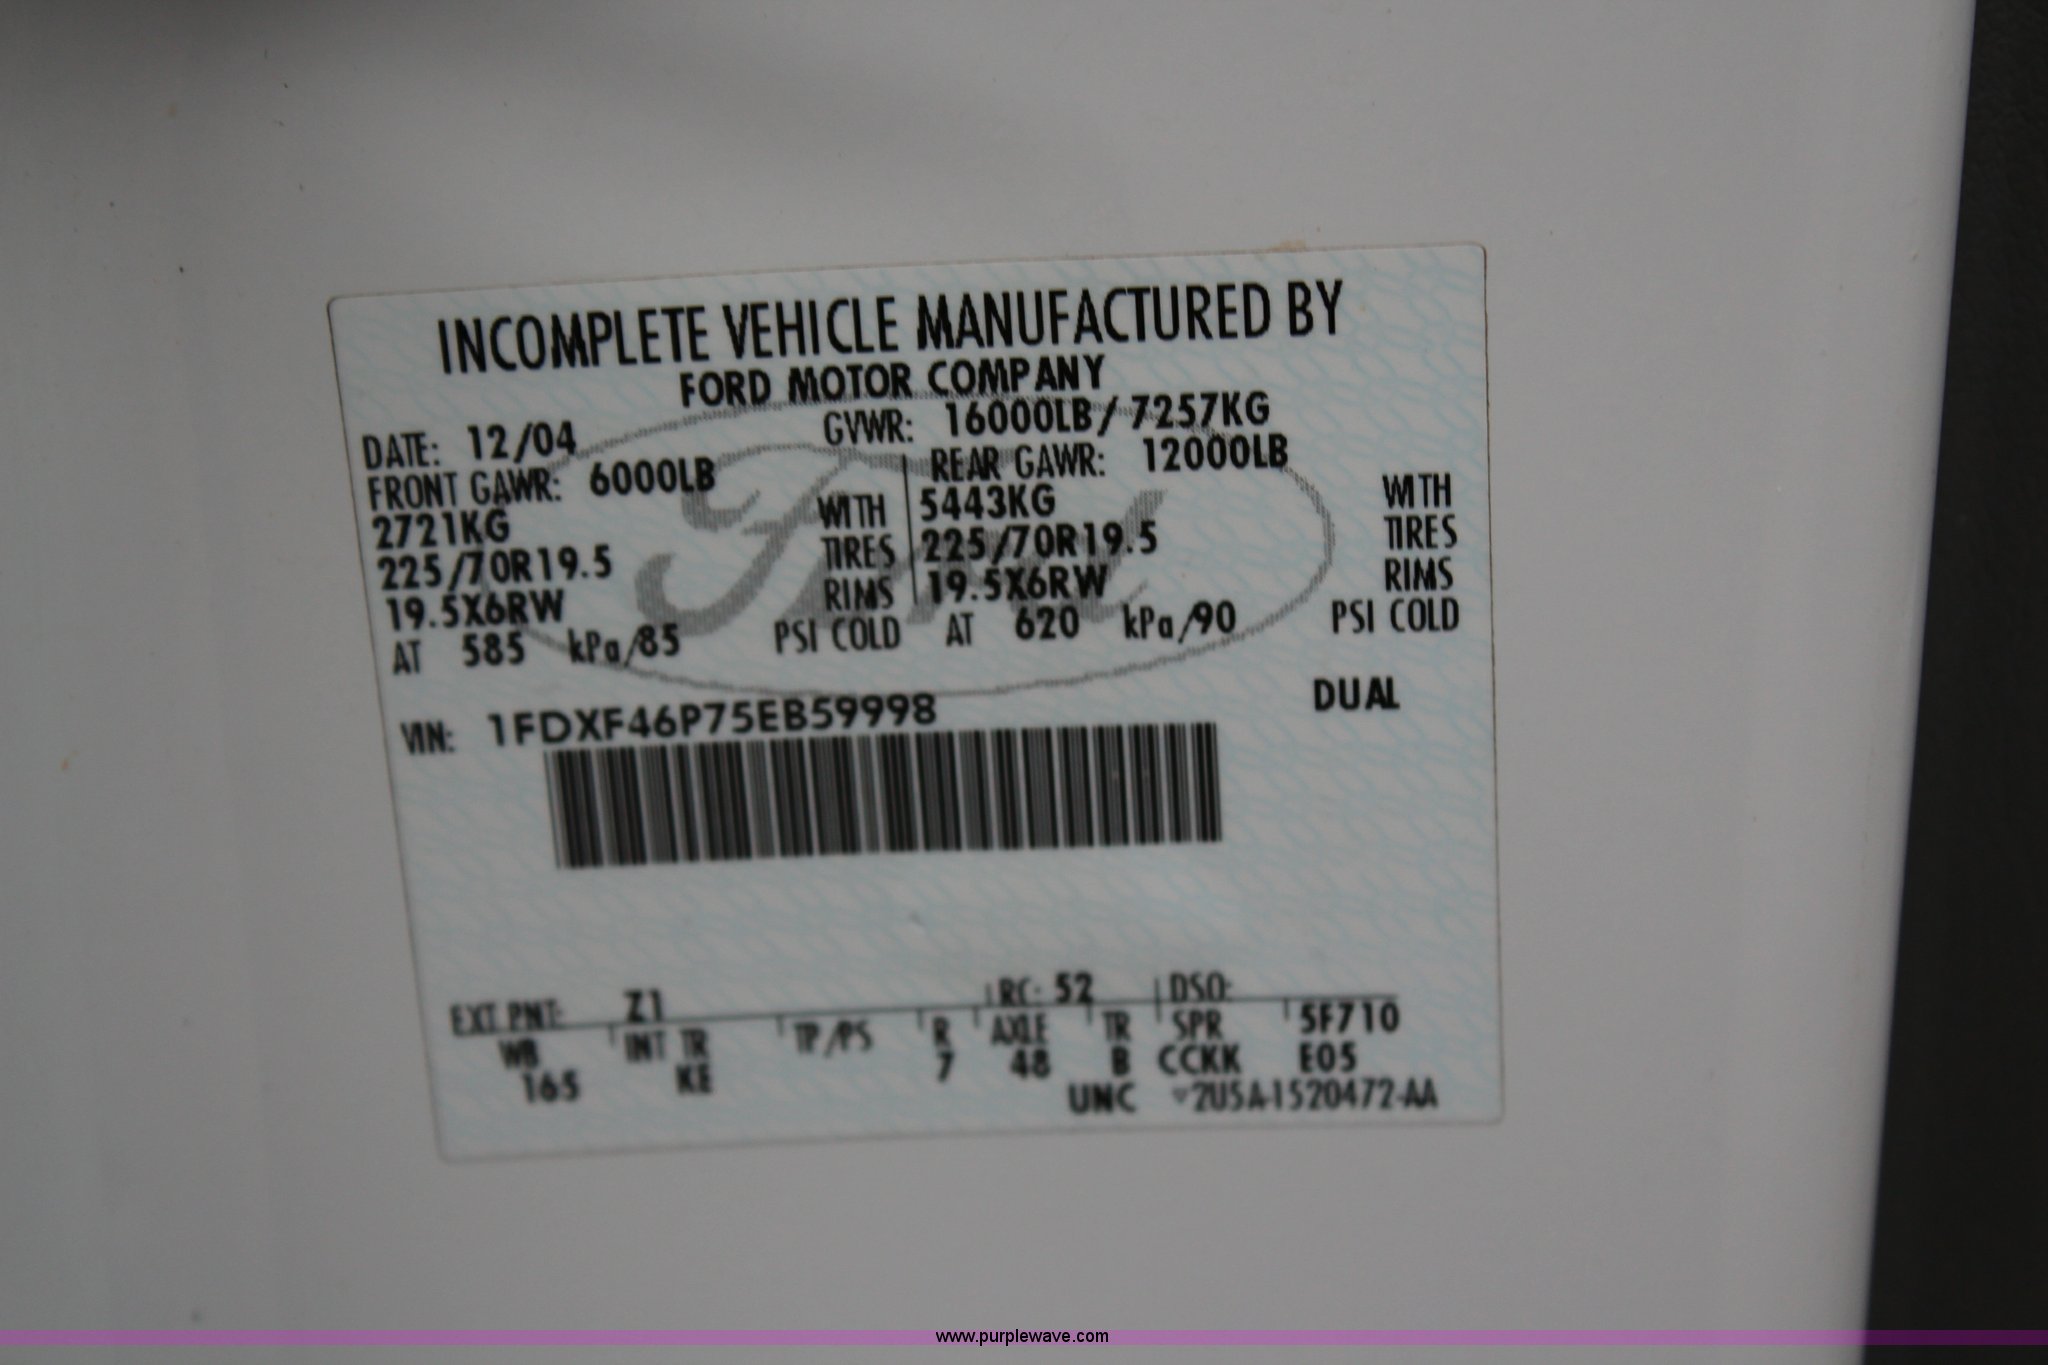 INCOMPLETE VEHICLE MANUFACTURED BY
FORD MOTOR COMPANY
DATE: 12/04 GVWR: 16000LB/ 7257KG
FRONT GAWR: 6000LB REAR GAWR: 12000LB
2721KG WITH 5443KG WITH
225/70R19.5 TIRES 225/70R19.5 TIRES
19.5X6RW RIMS 19.5X6RW RIMS
AT 585 kPa/85 PSI COLD AT 620 kPa/90 PSI COLD
Ford
DUAL
VIN: 1FDXF46P75EB59998
EXT PNT: Z1 RC: 52 DSO:
WB INT TR TP/PS R AXLE TR SPR 5F710
165 KE 7 48 B CCKK E05
UNC ▼2U5A-1520472-AA
www.purplewave.com